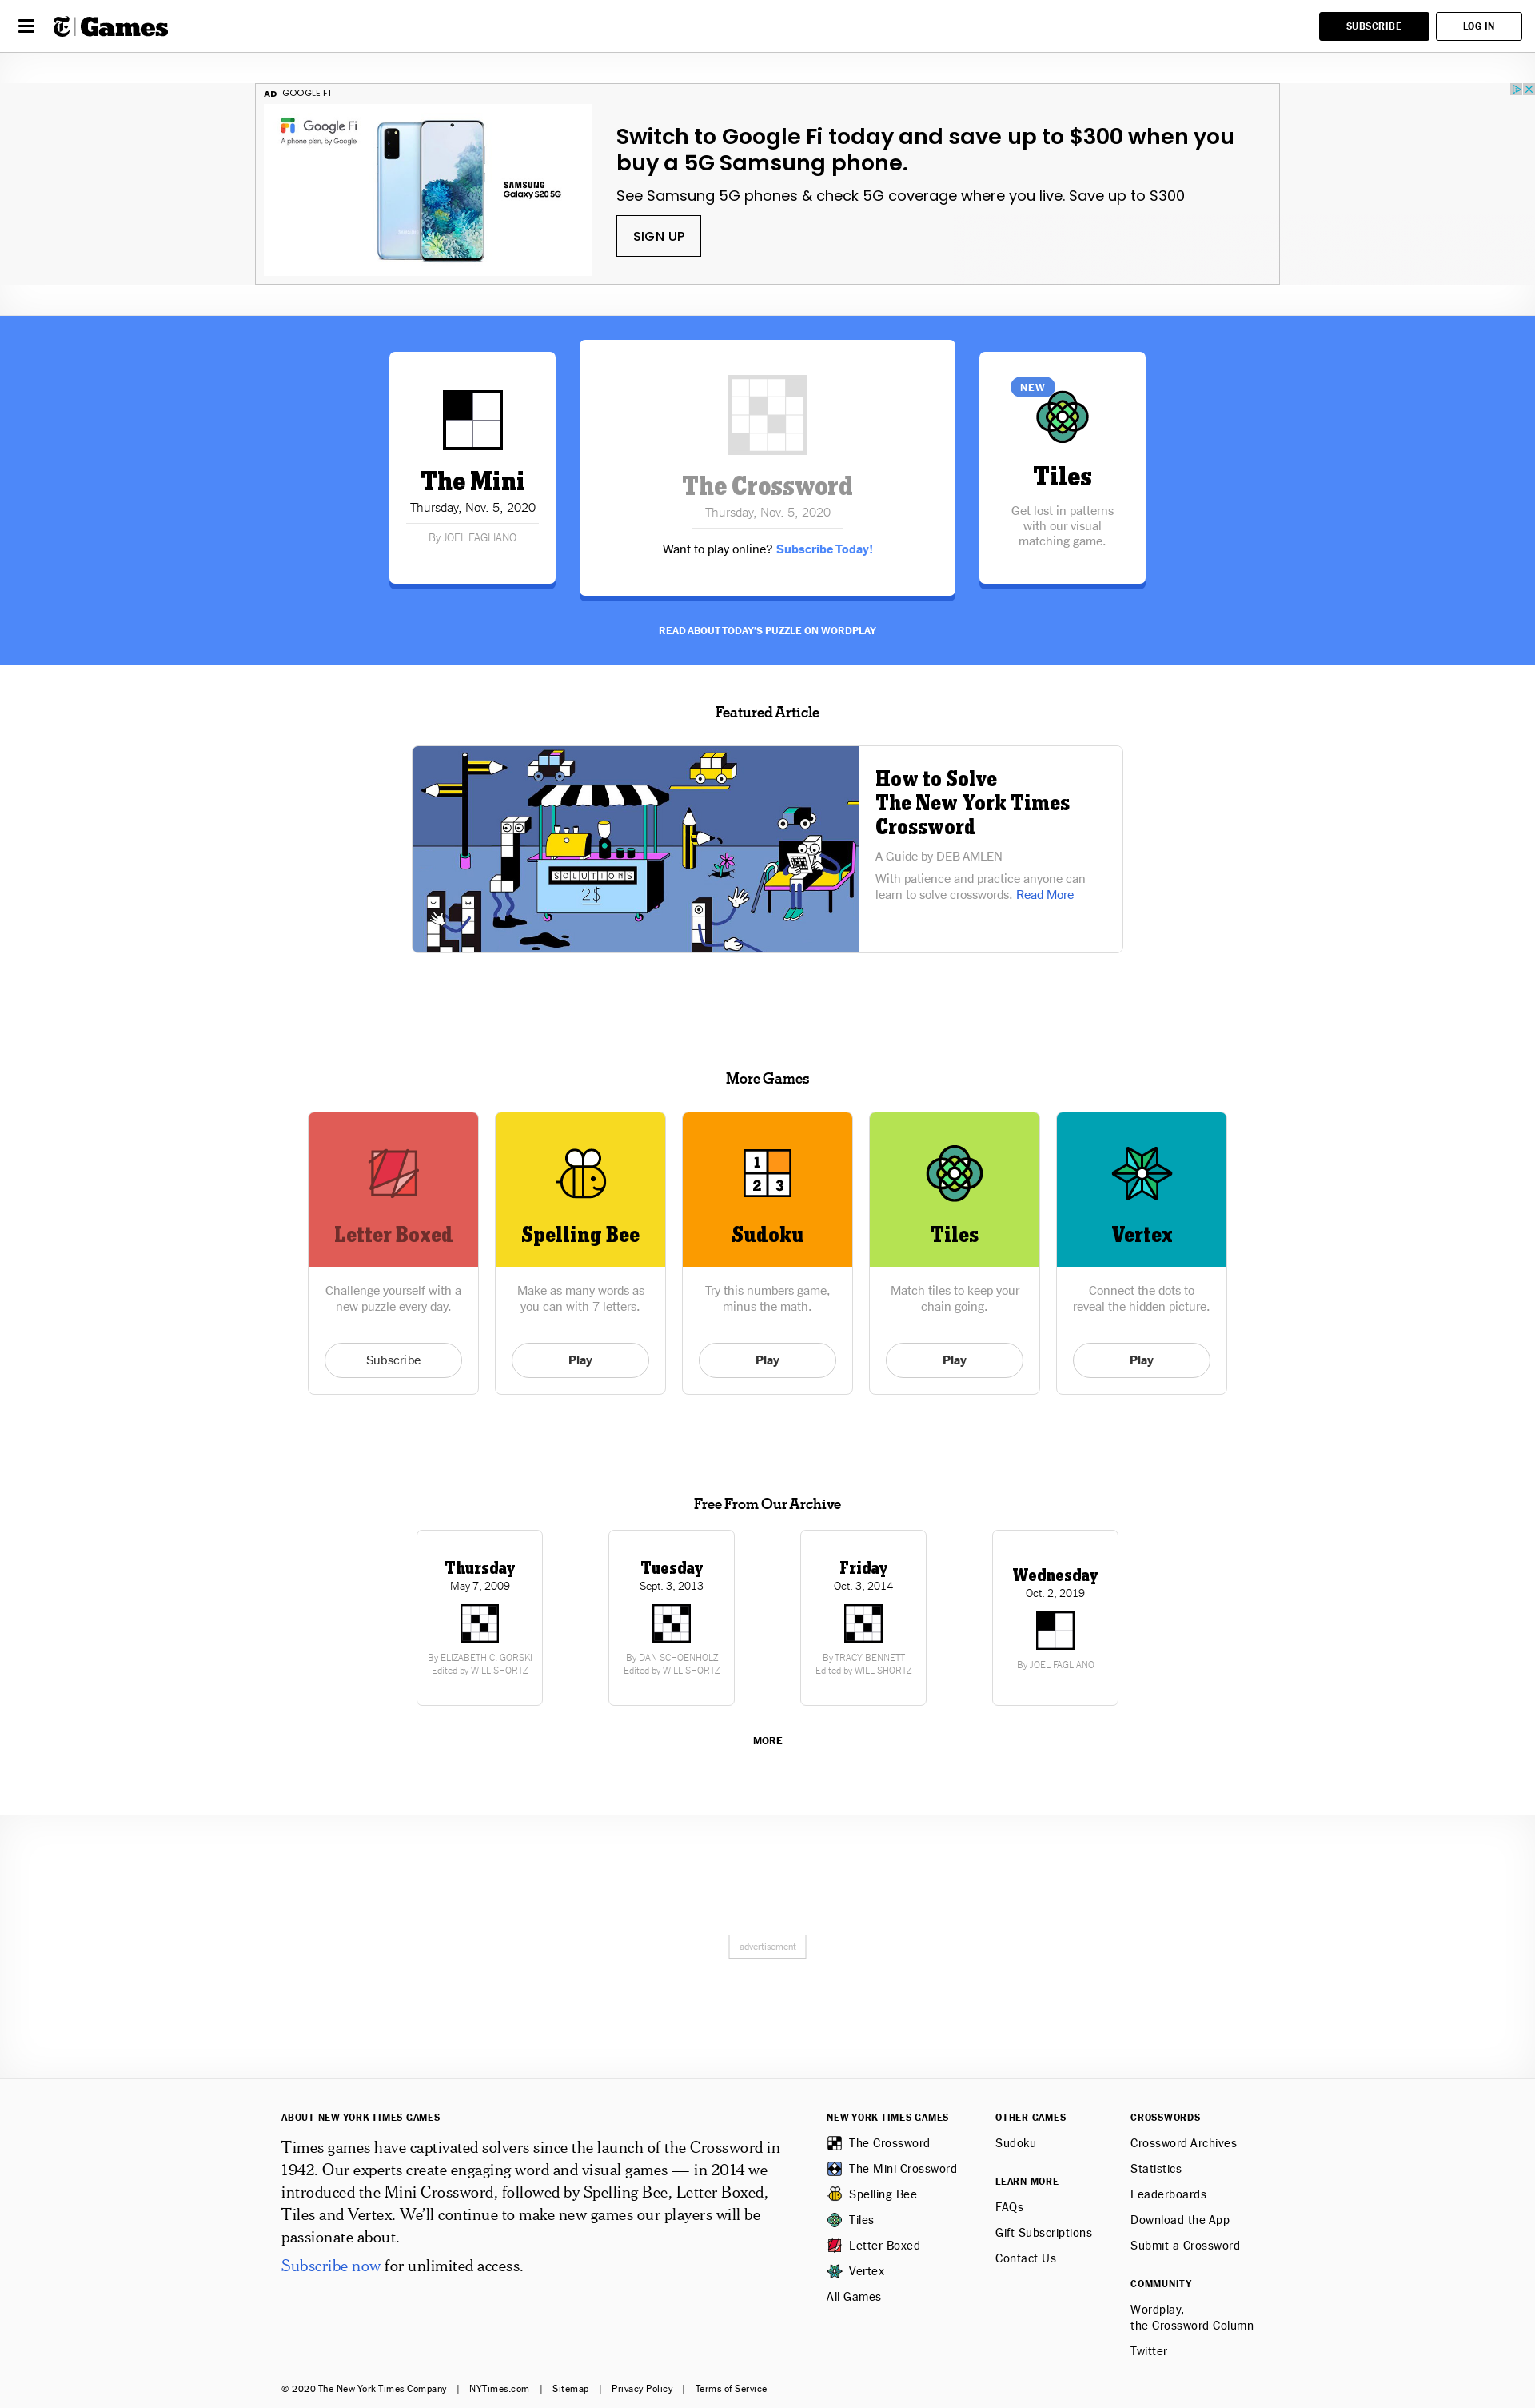 Games
SUBSCRIBE
LOG IN
AD GOOGLE FI
Google Fi
A phone plan, by Google
SAMSUNG
Galaxy S20 5G
Switch to Google Fi today and save up to $300 when you
buy a 5G Samsung phone.
See Samsung 5G phones & check 5G coverage where you live. Save up to $300
SIGN UP
The Mini
Thursday, Nov. 5, 2020
By JOEL FAGLIANO
The Crossword
Thursday, Nov. 5, 2020
Want to play online? Subscribe Today!
NEW
Tiles
Get lost in patterns
with our visual
matching game.
READ ABOUT TODAY'S PUZZLE ON WORDPLAY
Featured Article
SOLUTIONS
2$
How to Solve
The New York Times
Crossword
A Guide by DEB AMLEN
With patience and practice anyone can
learn to solve crosswords. Read More
More Games
Letter Boxed
Challenge yourself with a
new puzzle every day.
Subscribe
Spelling Bee
Make as many words as
you can with 7 letters.
Play
1
2 3
Sudoku
Try this numbers game,
minus the math.
Play
Tiles
Match tiles to keep your
chain going.
Play
Vertex
Connect the dots to
reveal the hidden picture.
Play
Free From Our Archive
Thursday
May 7, 2009
By ELIZABETH C. GORSKI
Edited by WILL SHORTZ
Tuesday
Sept. 3, 2013
By DAN SCHOENHOLZ
Edited by WILL SHORTZ
Friday
Oct. 3, 2014
By TRACY BENNETT
Edited by WILL SHORTZ
Wednesday
Oct. 2, 2019
By JOEL FAGLIANO
MORE
advertisement
ABOUT NEW YORK TIMES GAMES
Times games have captivated solvers since the launch of the Crossword in
1942. Our experts create engaging word and visual games — in 2014 we
introduced the Mini Crossword, followed by Spelling Bee, Letter Boxed,
Tiles and Vertex. We'll continue to make new games our players will be
passionate about.
Subscribe now for unlimited access.
NEW YORK TIMES GAMES
The Crossword
The Mini Crossword
Spelling Bee
Tiles
Letter Boxed
Vertex
All Games
OTHER GAMES
Sudoku
LEARN MORE
FAQs
Gift Subscriptions
Contact Us
CROSSWORDS
Crossword Archives
Statistics
Leaderboards
Download the App
Submit a Crossword
COMMUNITY
Wordplay,
the Crossword Column
Twitter
© 2020 The New York Times Company | NYTimes.com | Sitemap | Privacy Policy | Terms of Service